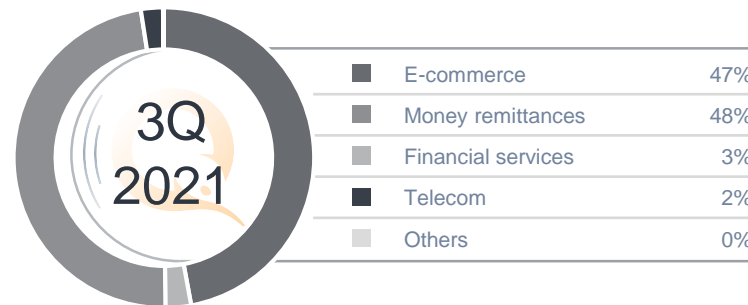 3Q
2021
E-commerce 47%
Money remittances 48%
Financial services 3%
Telecom 2%
Others 0%